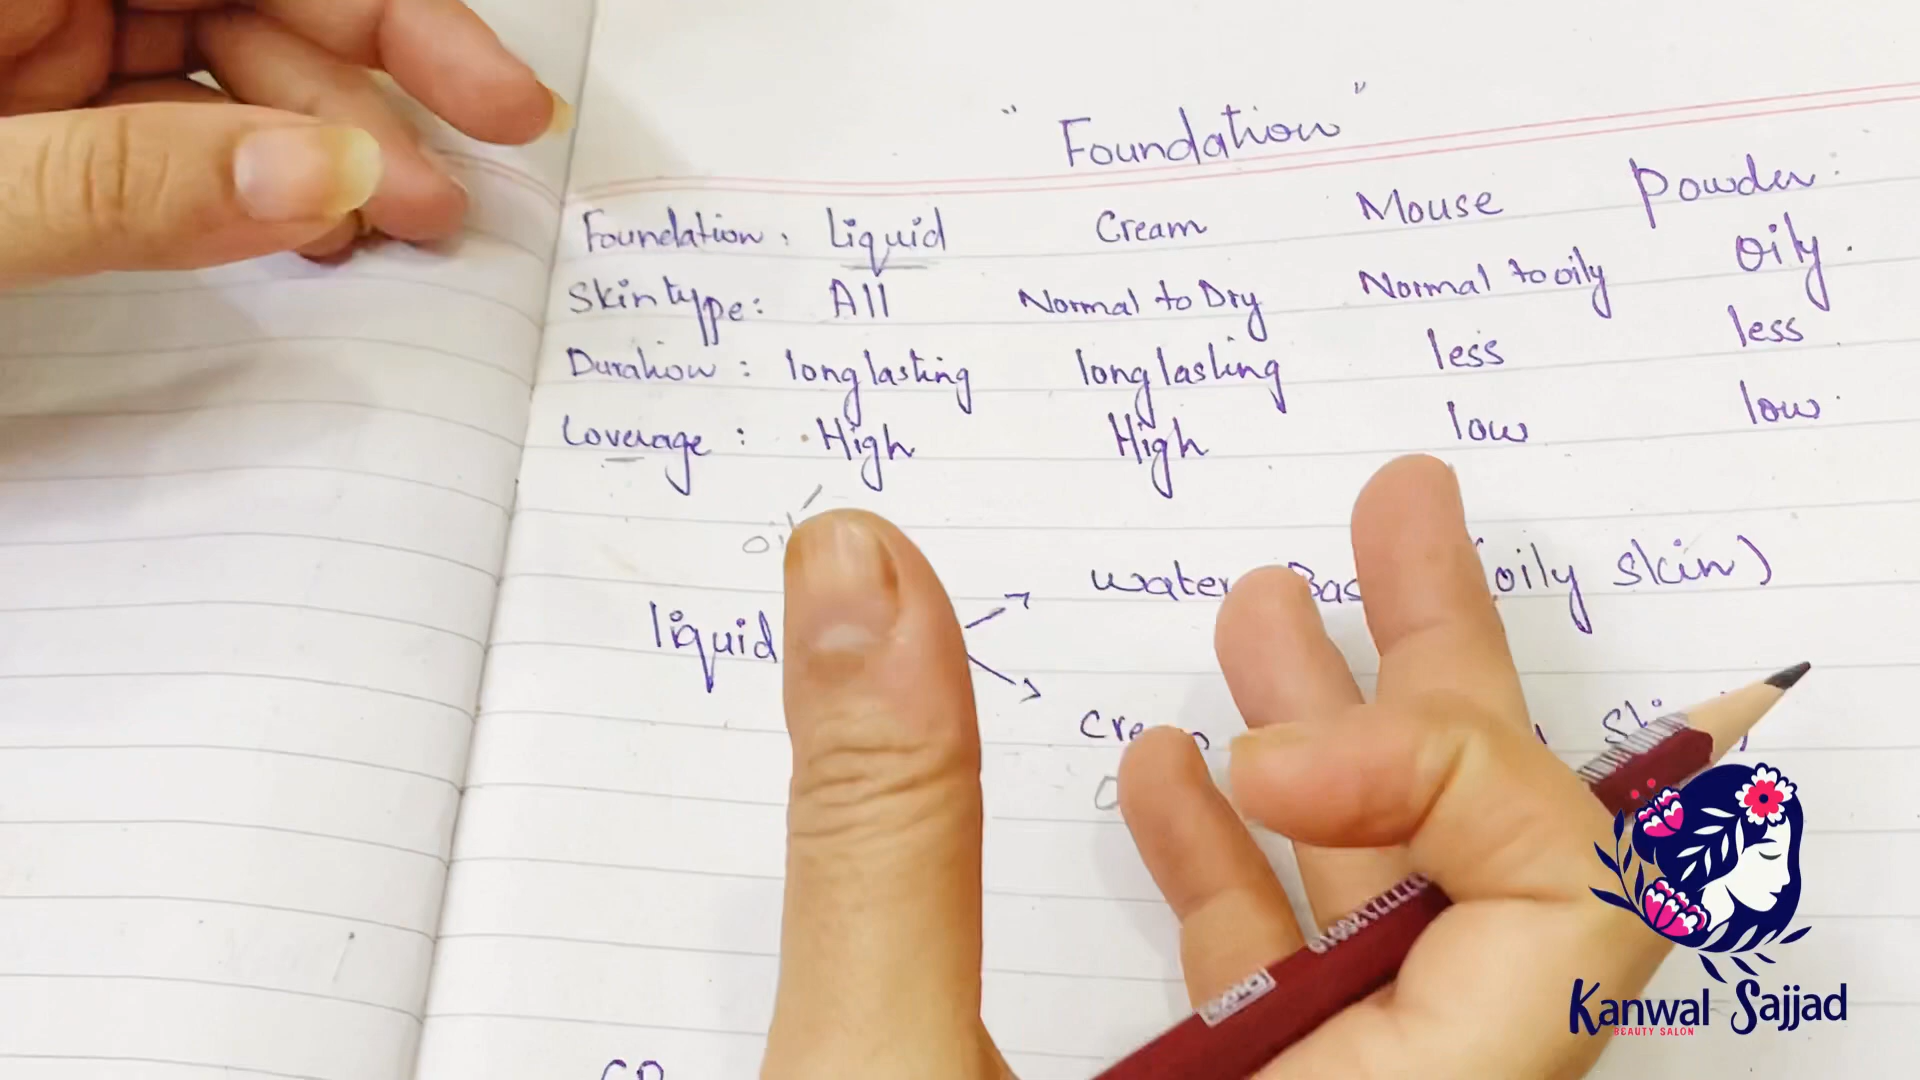 "Foundation"
Foundation: Liquid Cream Mouse Powder:
Skin type: All Normal to Dry Normal to oily oily.
Duration: long lasting long lasting less less
Coverage: High High low low
water (oily skin)
liquid
Kanwal Sajjad
BEAUTY SALON